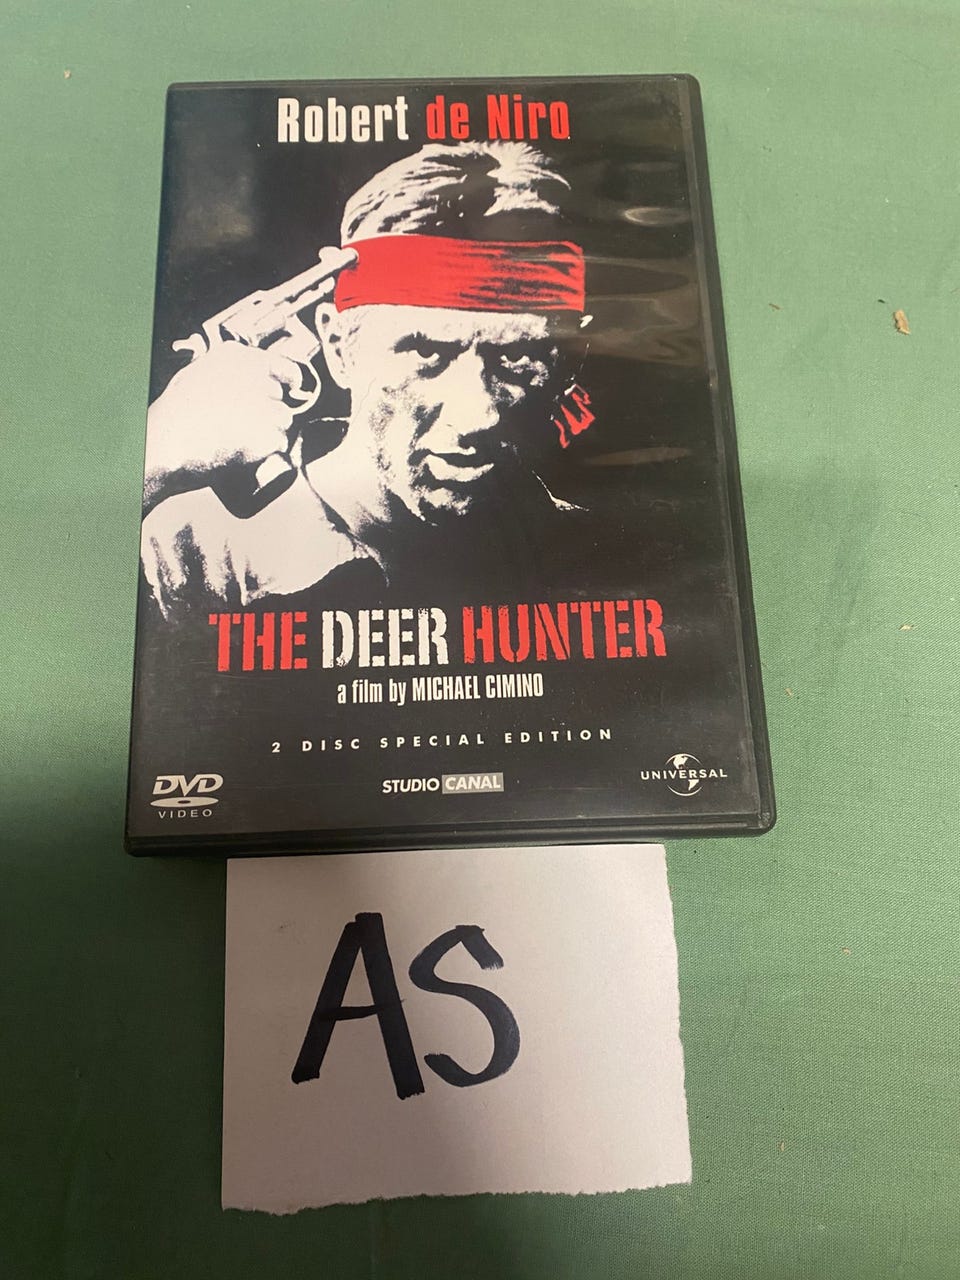 Robert de Niro
THE DEER HUNTER
a film by MICHAEL CIMINO
2 DISC SPECIAL EDITION
DVD
VIDEO
STUDIO CANAL
UNIVERSAL
AS